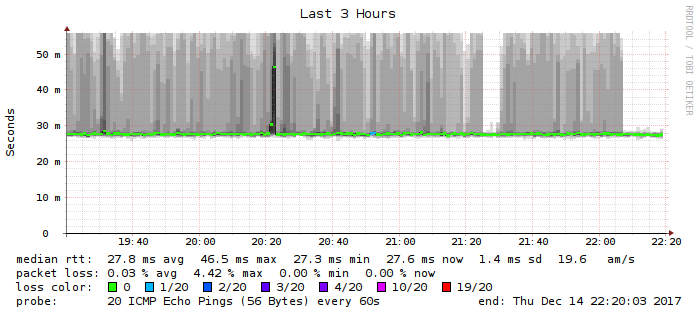 Last 3 Hours
RRDTOOL / TOBI OETIKER
Seconds
50 m
40 m
30 m
20 m
10 m
0
19:40 20:00 20:20 20:40 21:00 21:20 21:40 22:00 22:20
median rtt: 27.8 ms avg 46.5 ms max 27.3 ms min 27.6 ms now 1.4 ms sd 19.6 am/s
packet loss: 0.03 % avg 4.42 % max 0.00 % min 0.00 % now
loss color: 0 1/20 2/20 3/20 4/20 10/20 19/20
probe: 20 ICMP Echo Pings (56 Bytes) every 60s end: Thu Dec 14 22:20:03 2017